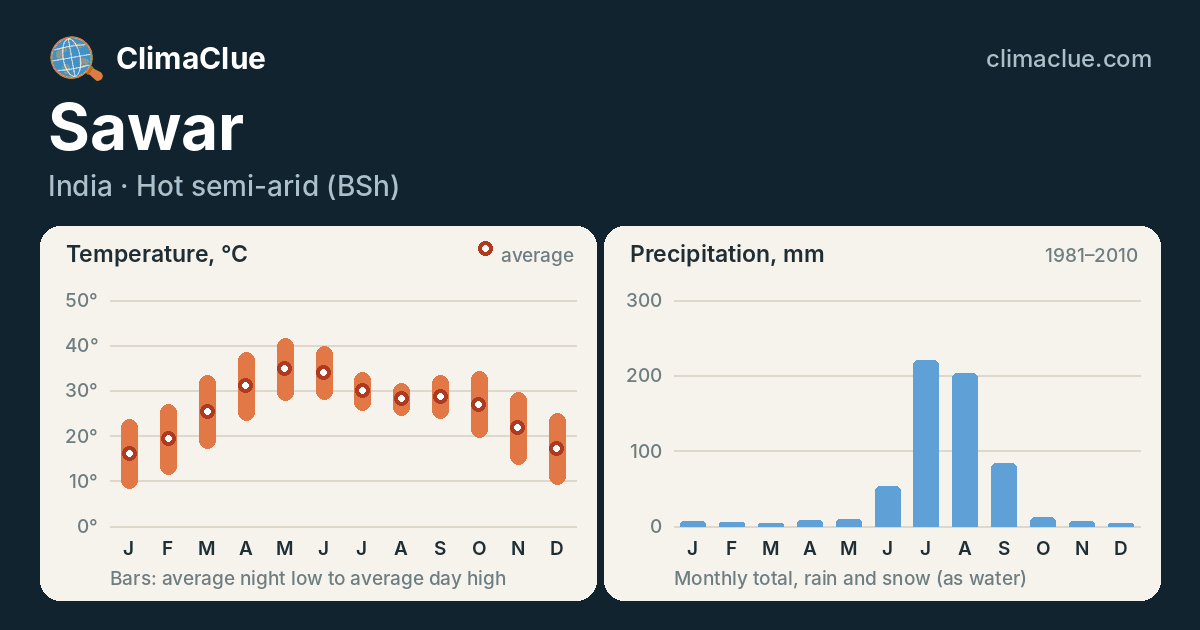 ClimaClue
climaclue.com
Sawar
India · Hot semi-arid (BSh)
Temperature, °C
average
50°
40°
30°
20°
10°
0°
J F M A M J J A S O N D
Bars: average night low to average day high
Precipitation, mm
1981–2010
300
200
100
0
J F M A M J J A S O N D
Monthly total, rain and snow (as water)